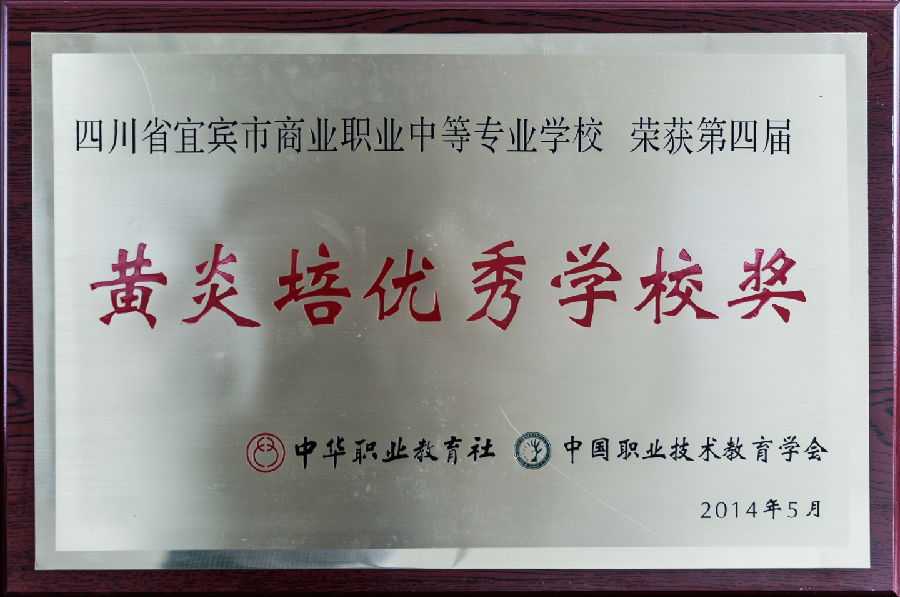 四川省宜宾市商业职业中等专业学校 荣获第四届
黄炎培优秀学校奖
中华职业教育社 中国职业技术教育学会
2014年5月